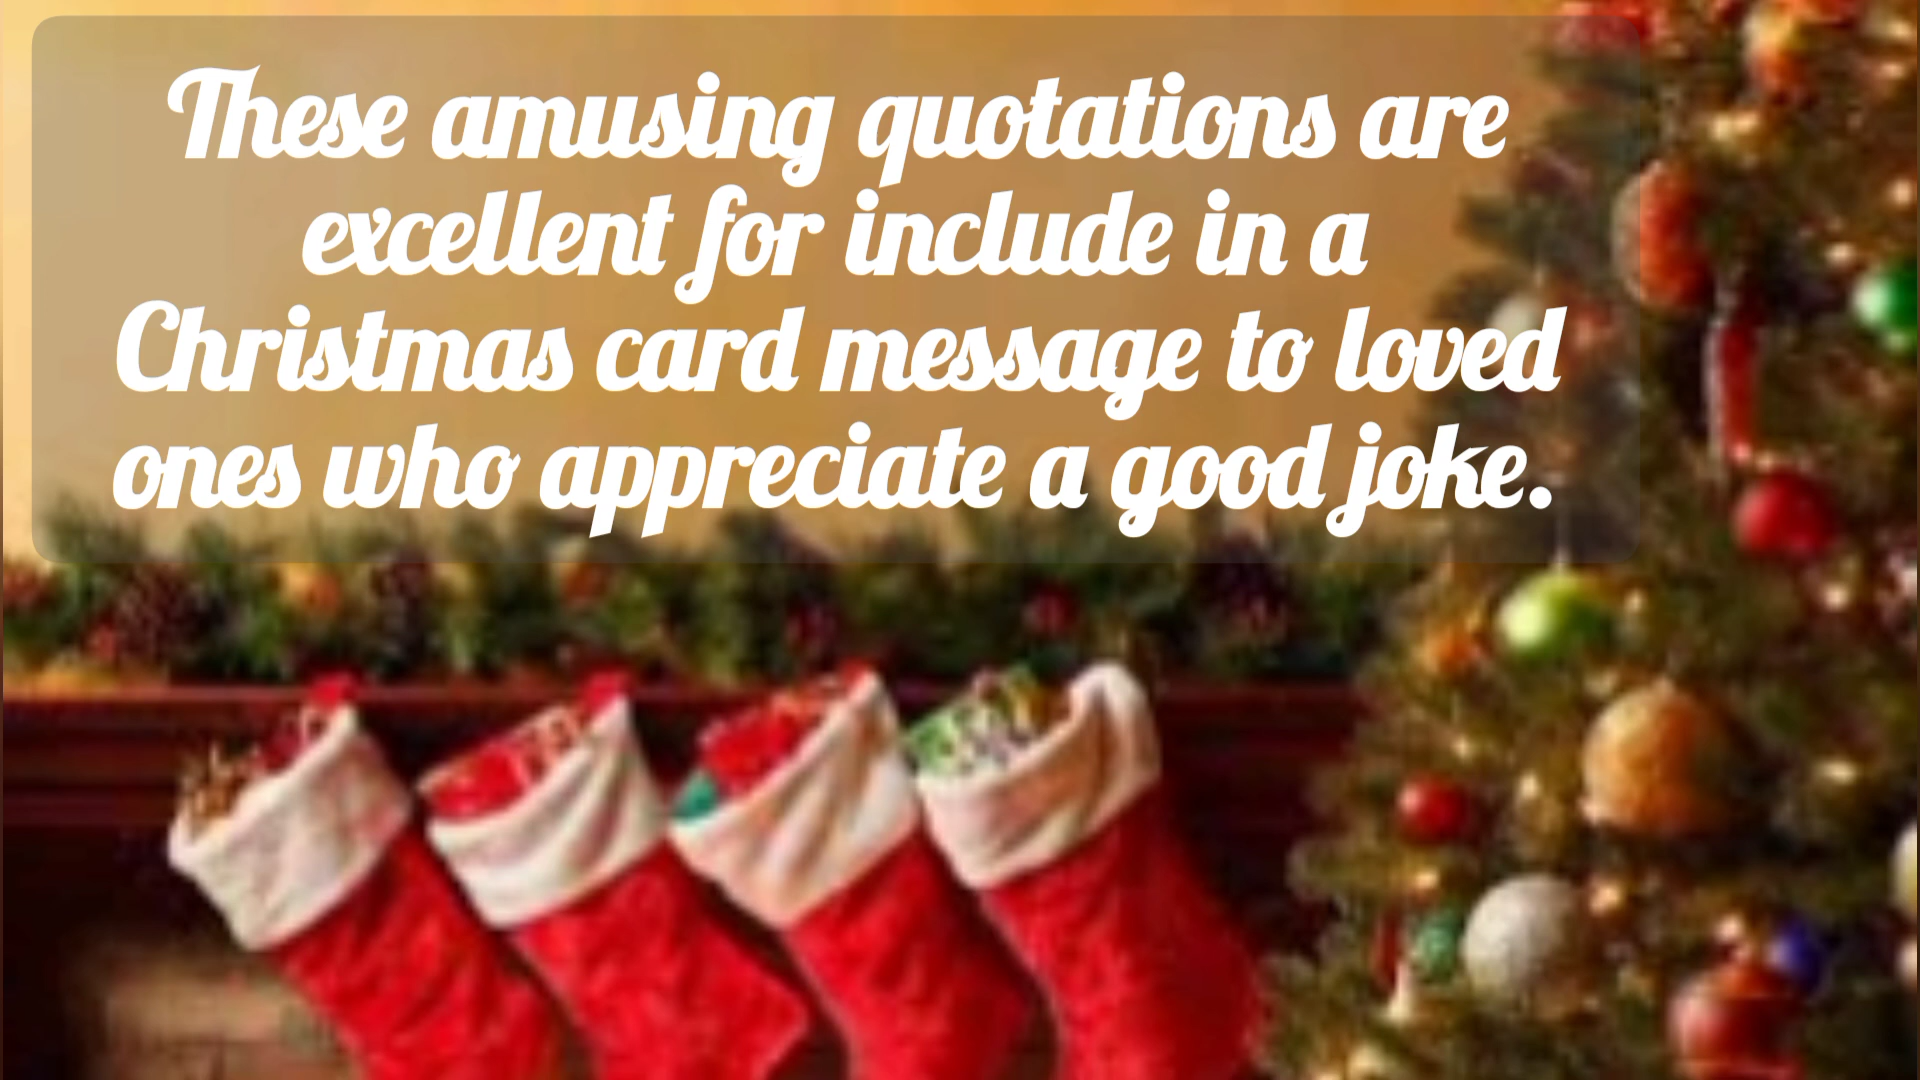 These amusing quotations are
excellent for include in a
Christmas card message to loved
ones who appreciate a good joke.